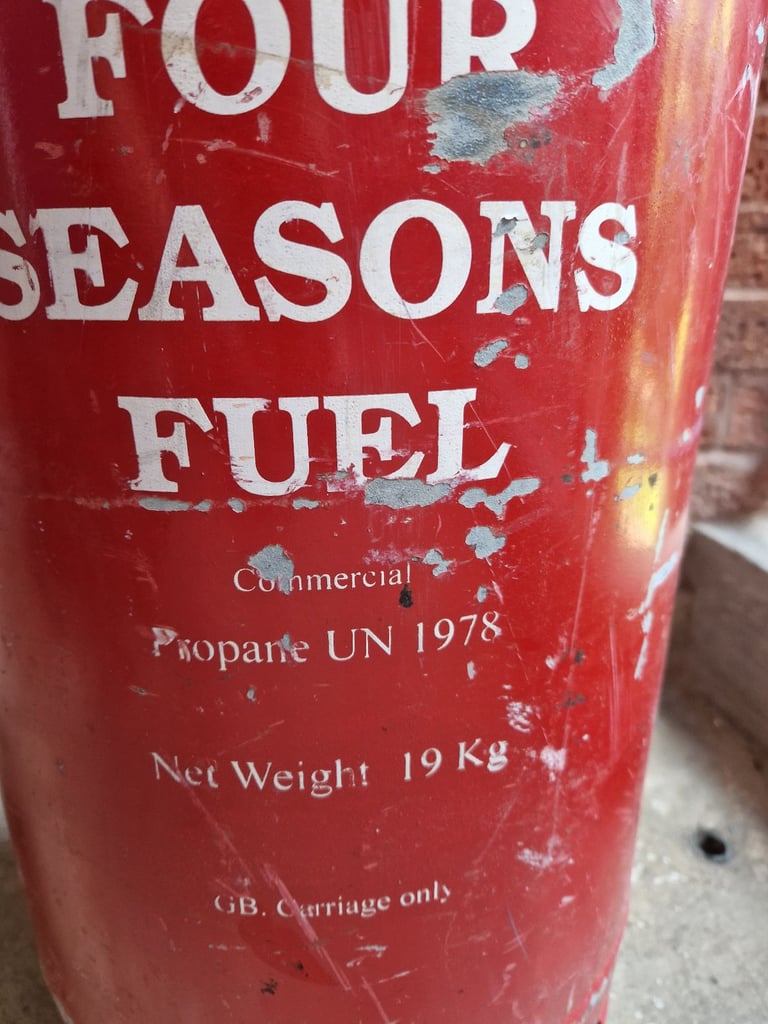 FOUR
SEASONS
FUEL
Commercial
Propane UN 1978
Net Weight 19 Kg
GB. Carriage only